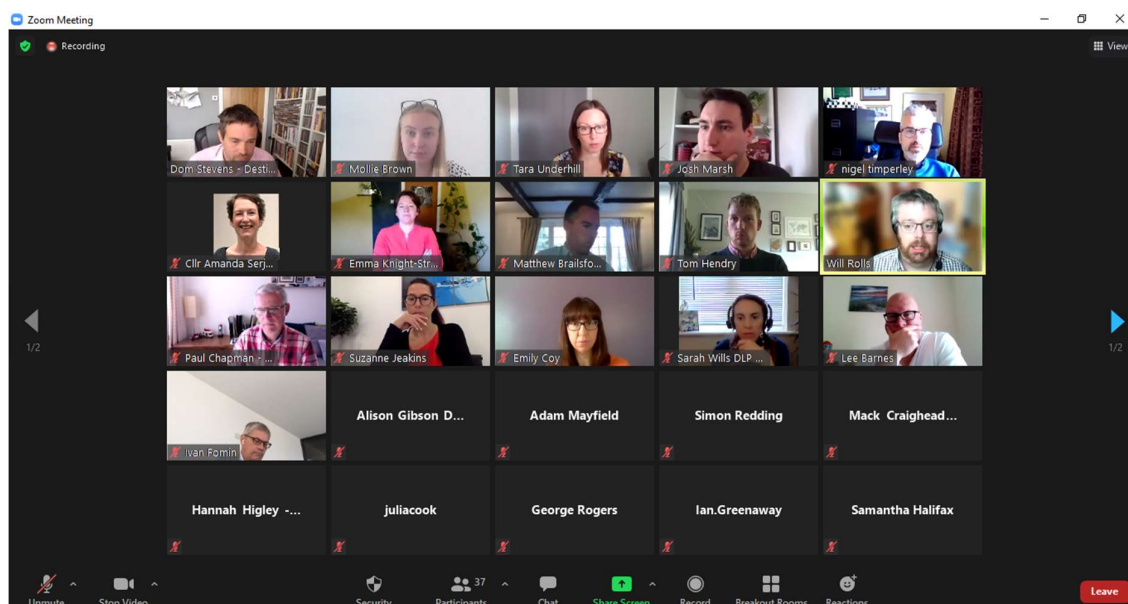 Zoom Meeting
Recording
View
Dom Stevens - Desti...
Mollie Brown
Tara Underhill
Josh Marsh
nigel timperley
Cllr Amanda Serj...
Emma Knight-Str...
Matthew Brailsfo...
Tom Hendry
Will Rolls
Paul Chapman - ...
Suzanne Jeakins
Emily Coy
Sarah Wills DLP ...
Lee Barnes
1/2
1/2
Ivan Fomin
Alison Gibson D...
Adam Mayfield
Simon Redding
Mack Craighead...
Hannah Higley -...
juliacook
George Rogers
Ian.Greenaway
Samantha Halifax
37
Unmute
Stop Video
Security
Participants
Chat
Share Screen
Record
Breakout Rooms
Reactions
Leave